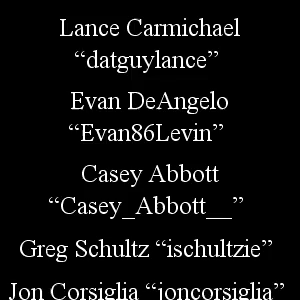 Lance Carmichael
“datguylance”
Evan DeAngelo
“Evan86Levin”
Casey Abbott
“Casey_Abbott__”
Greg Schultz “ischultzie”
Jon Corsiglia “joncorsiglia”